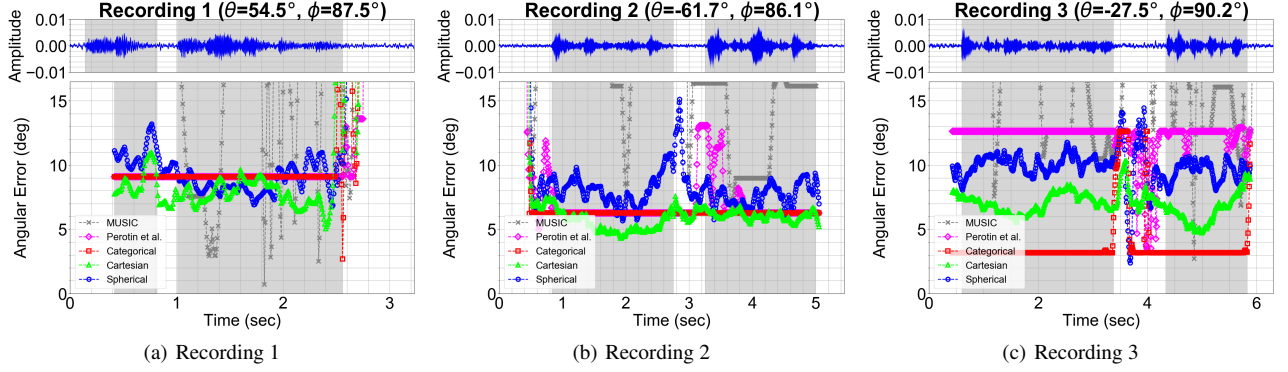 Recording 1 (θ=54.5°, ϕ=87.5°)
Amplitude
0.01
0.00
−0.01
Angular Error (deg)
15
10
5
0
MUSIC
Perotin et al.
Categorical
Cartesian
Spherical
0 1 2 3
Time (sec)
(a) Recording 1
Recording 2 (θ=-61.7°, ϕ=86.1°)
Amplitude
0.01
0.00
−0.01
Angular Error (deg)
15
10
5
0
MUSIC
Perotin et al.
Categorical
Cartesian
Spherical
0 1 2 3 4 5
Time (sec)
(b) Recording 2
Recording 3 (θ=-27.5°, ϕ=90.2°)
Amplitude
0.01
0.00
−0.01
Angular Error (deg)
15
10
5
0
MUSIC
Perotin et al.
Categorical
Cartesian
Spherical
0 2 4 6
Time (sec)
(c) Recording 3